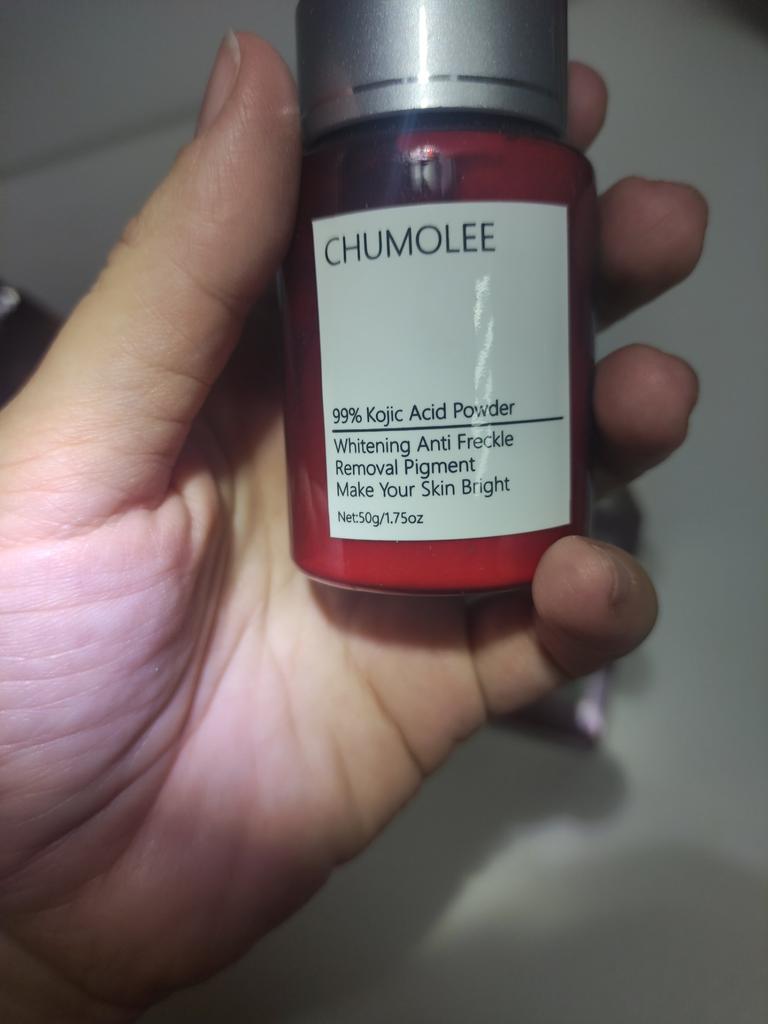 CHUMOLEE
99% Kojic Acid Powder
Whitening Anti Freckle
Removal Pigment
Make Your Skin Bright
Net:50g/1.75oz